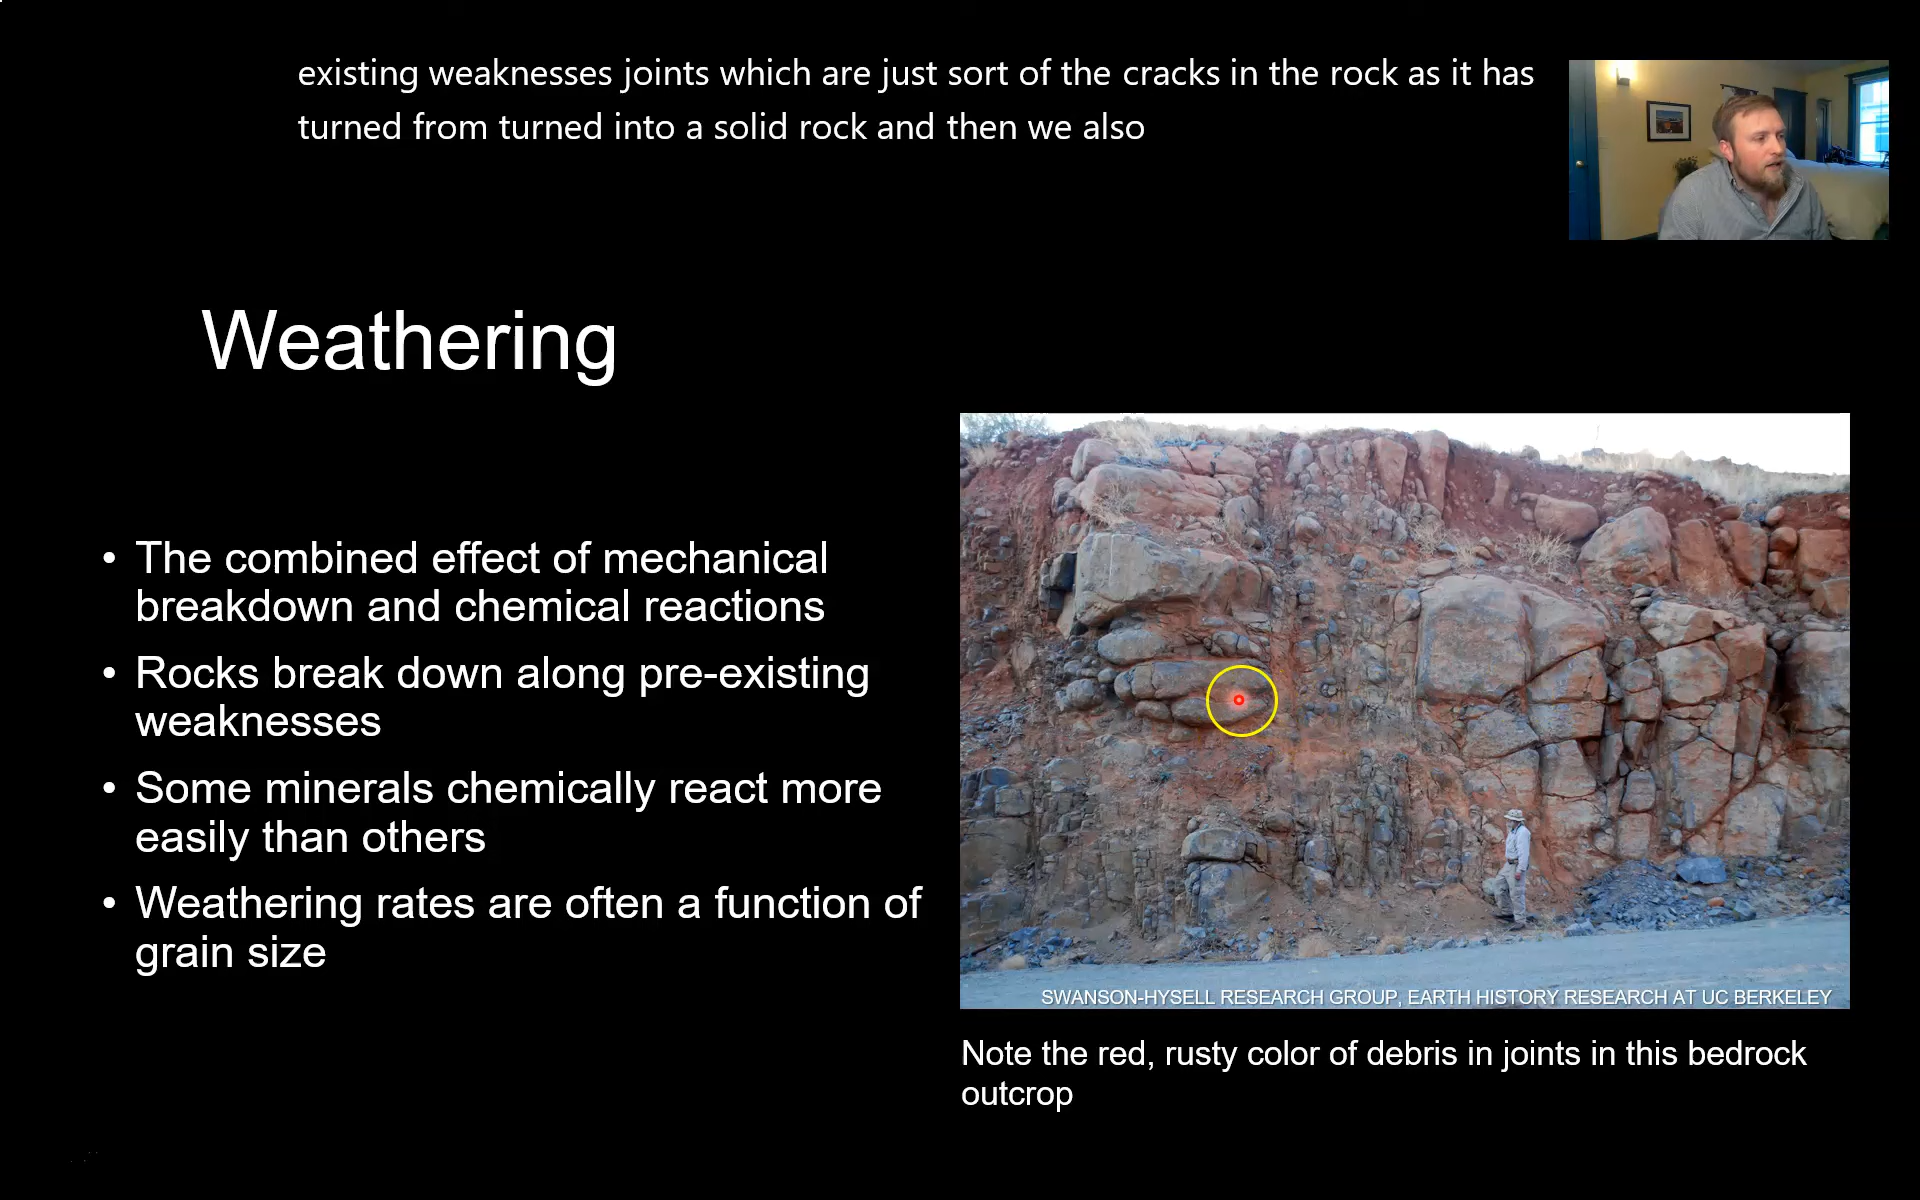 existing weaknesses joints which are just sort of the cracks in the rock as it has
turned from turned into a solid rock and then we also
Weathering
• The combined effect of mechanical
breakdown and chemical reactions
• Rocks break down along pre-existing
weaknesses
• Some minerals chemically react more
easily than others
• Weathering rates are often a function of
grain size
SWANSON-HYSELL RESEARCH GROUP, EARTH HISTORY RESEARCH AT UC BERKELEY
Note the red, rusty color of debris in joints in this bedrock
outcrop